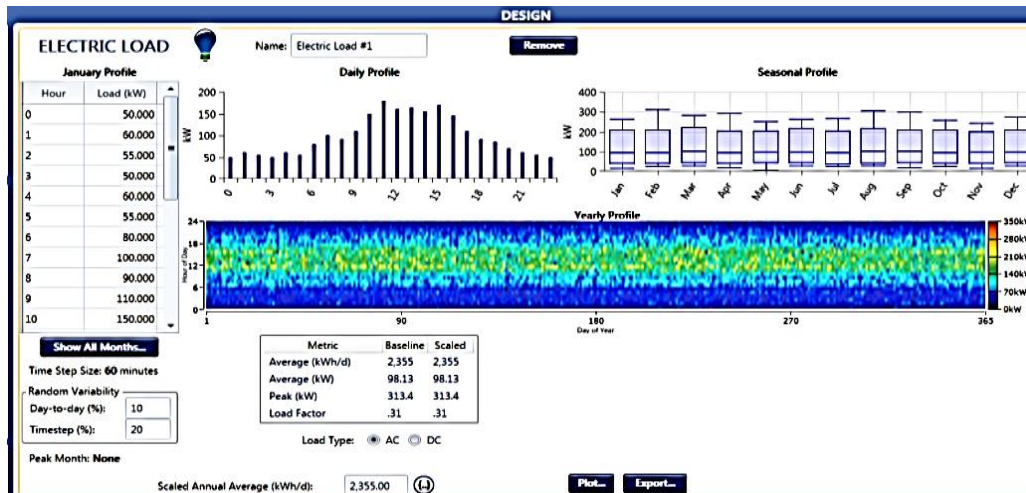 DESIGN
ELECTRIC LOAD
Name: Electric Load #1
Remove
January Profile
Hour Load (kW)
0 50.000
1 60.000
2 55.000
3 50.000
4 60.000
5 55.000
6 80.000
7 100.000
8 90.000
9 110.000
10 150.000
Show All Months...
Time Step Size: 60 minutes
Random Variability
Day-to-day (%): 10
Timestep (%): 20
Peak Month: None
Daily Profile
kW
200
150
100
50
0
0 3 6 9 12 15 18 21
Seasonal Profile
kW
400
300
200
100
0
Jan Feb Mar Apr May Jun Jul Aug Sep Oct Nov Dec
Yearly Profile
Hour of Day
24
18
12
6
0
1 90 180 270 365
Day of Year
350kW
280kW
210kW
140kW
70kW
0kW
Metric Baseline Scaled
Average (kWh/d) 2,355 2,355
Average (kW) 98.13 98.13
Peak (kW) 313.4 313.4
Load Factor .31 .31
Load Type: AC DC
Scaled Annual Average (kWh/d): 2,355.00 {..}
Plot... Export...